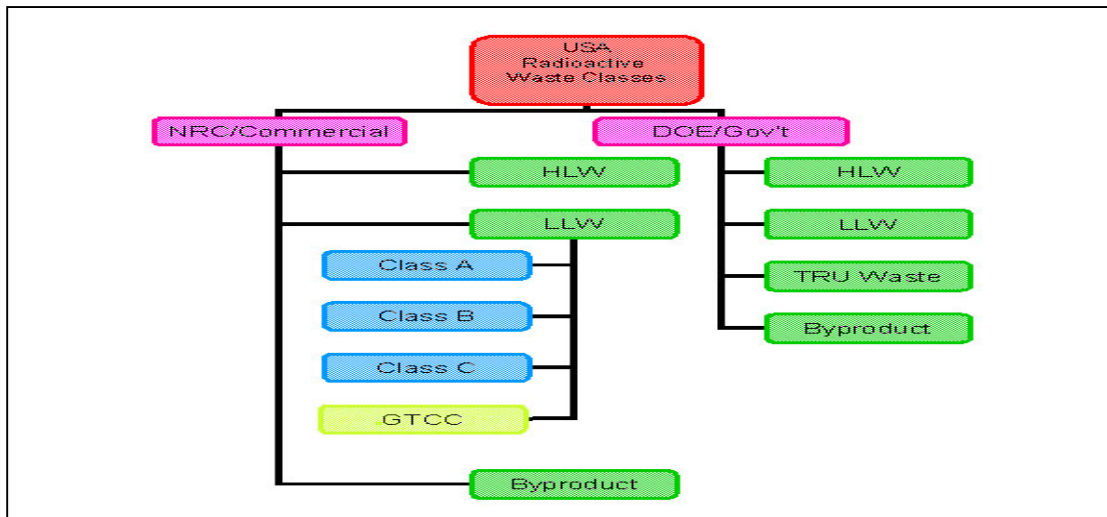 USA
Radioactive
Waste Classes
NRC/Commercial
DOE/Gov't
HLW
HLW
LLW
LLW
Class A
TRU Waste
Class B
Byproduct
Class C
GTCC
Byproduct